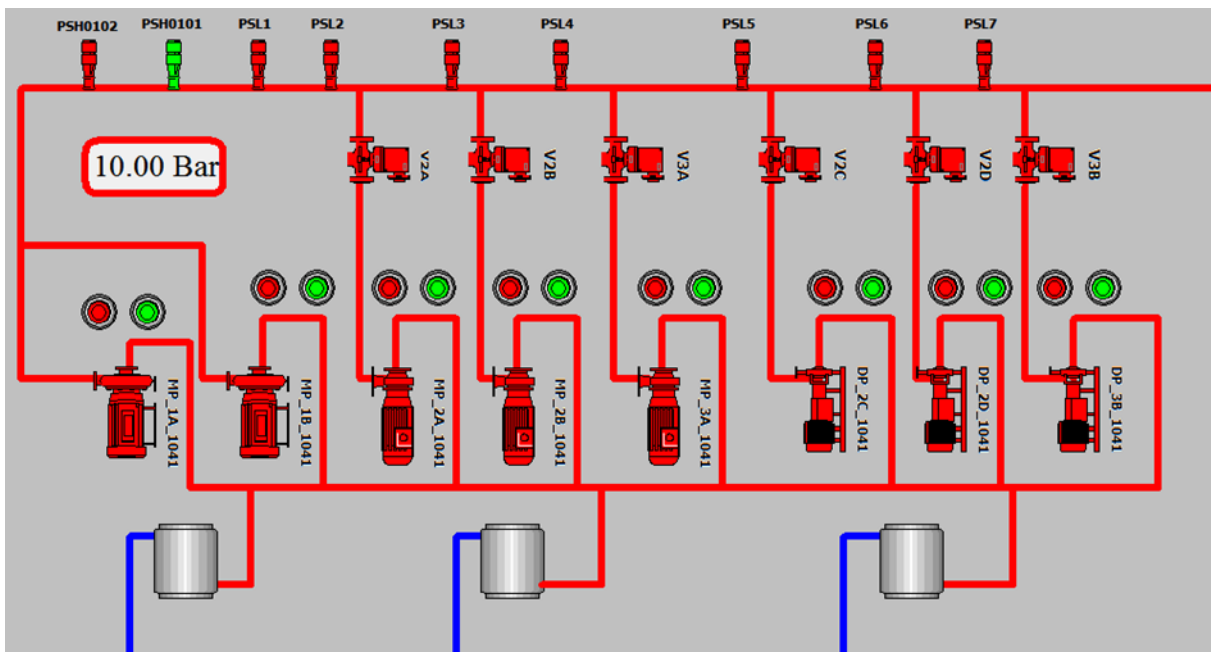 PSH0102
PSH0101
PSL1
PSL2
PSL3
PSL4
PSL5
PSL6
PSL7
10.00 Bar
V2A
V2B
V3A
V2C
V2D
V3B
MP_1A_1041
MP_1B_1041
MP_2A_1041
MP_2B_1041
MP_3A_1041
DP_2C_1041
DP_2D_1041
DP_3B_1041